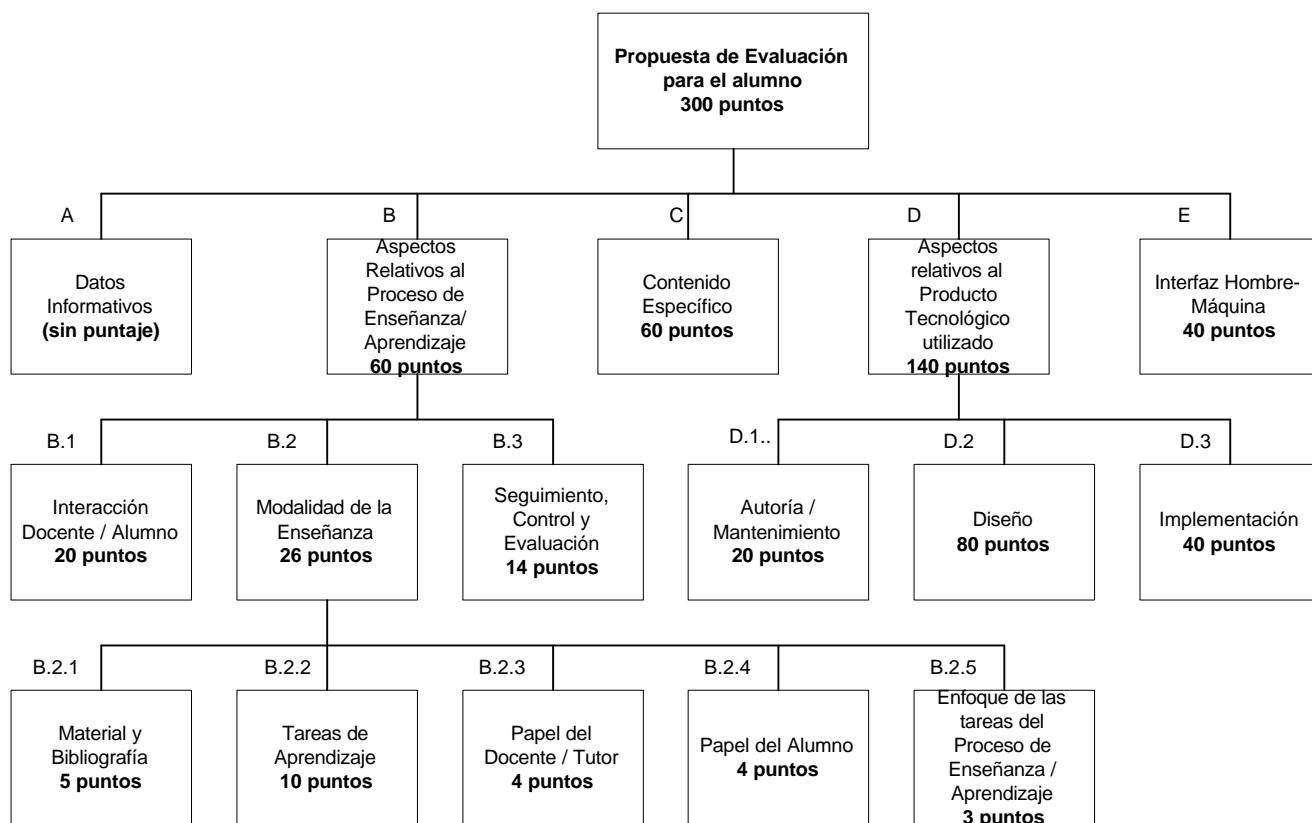 Propuesta de Evaluación
para el alumno
300 puntos
A
B
C
D
E
Datos
Informativos
(sin puntaje)
Aspectos
Relativos al
Proceso de
Enseñanza/
Aprendizaje
60 puntos
Contenido
Específico
60 puntos
Aspectos
relativos al
Producto
Tecnológico
utilizado
140 puntos
Interfaz Hombre-
Máquina
40 puntos
B.1
B.2
B.3
D.1..
D.2
D.3
Interacción
Docente / Alumno
20 puntos
Modalidad de la
Enseñanza
26 puntos
Seguimiento,
Control y
Evaluación
14 puntos
Autoría /
Mantenimiento
20 puntos
Diseño
80 puntos
Implementación
40 puntos
B.2.1
B.2.2
B.2.3
B.2.4
B.2.5
Material y
Bibliografía
5 puntos
Tareas de
Aprendizaje
10 puntos
Papel del
Docente / Tutor
4 puntos
Papel del Alumno
4 puntos
Enfoque de las
tareas del
Proceso de
Enseñanza /
Aprendizaje
3 puntos